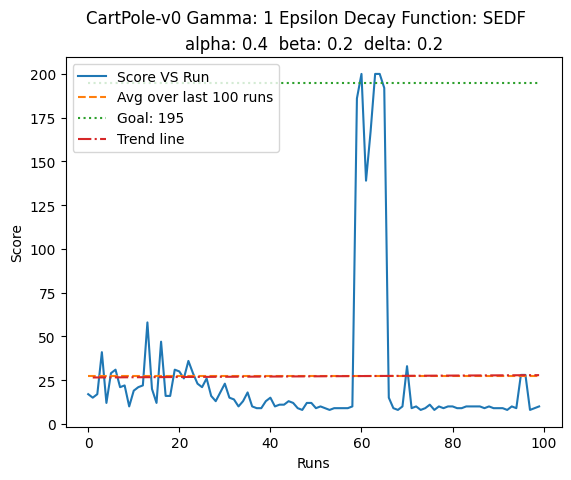 CartPole-v0 Gamma: 1 Epsilon Decay Function: SEDF
alpha: 0.4  beta: 0.2  delta: 0.2
Score VS Run
Avg over last 100 runs
Goal: 195
Trend line
200
175
150
125
100
75
50
25
0
Score
0 20 40 60 80 100
Runs